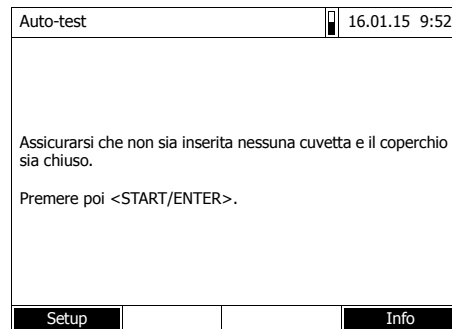 Auto-test 16.01.15 9:52
Assicurarsi che non sia inserita nessuna cuvetta e il coperchio
sia chiuso.
Premere poi <START/ENTER>.
Setup Info